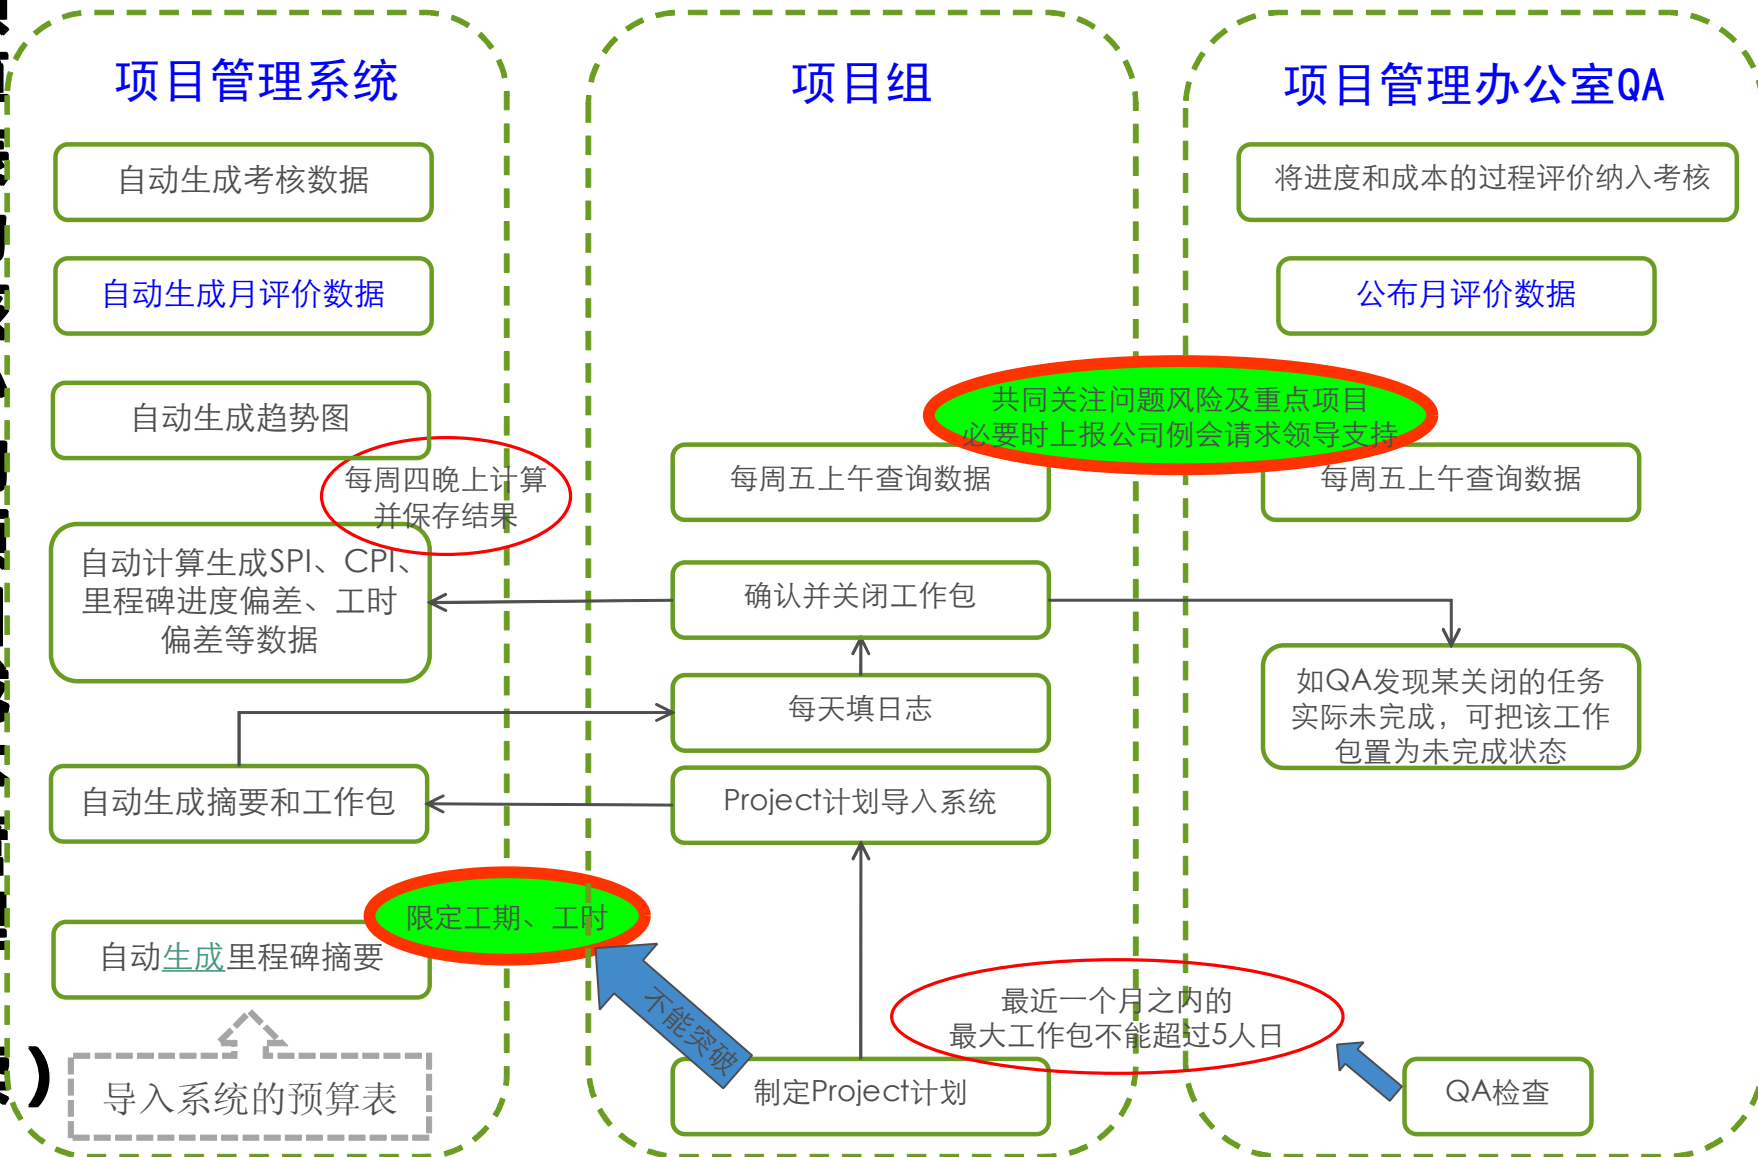 项目管理系统
项目组
项目管理办公室QA
自动生成考核数据
将进度和成本的过程评价纳入考核
自动生成月评价数据
公布月评价数据
自动生成趋势图
共同关注问题风险及重点项目
必要时上报公司例会请求领导支持
每周四晚上计算
并保存结果
每周五上午查询数据
每周五上午查询数据
自动计算生成SPI、CPI、
里程碑进度偏差、工时
偏差等数据
确认并关闭工作包
每天填日志
如QA发现某关闭的任务
实际未完成，可把该工作
包置为未完成状态
自动生成摘要和工作包
Project计划导入系统
限定工期、工时
自动生成里程碑摘要
不能突破
最近一个月之内的
最大工作包不能超过5人日
导入系统的预算表
制定Project计划
QA检查